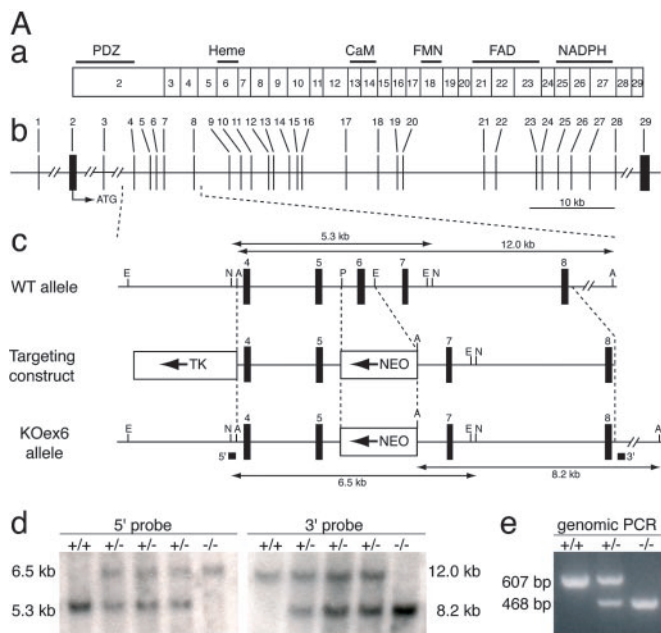 A
a
PDZ Heme CaM FMN FAD NADPH
2 3 4 5 6 7 8 9 10 11 12 13 14 15 16 17 18 19 20 21 22 23 24 25 26 27 28 29
b
1 2 3 4 5 6 7 8 9 10 11 12 13 14 15 16 17 18 19 20 21 22 23 24 25 26 27 28 29
ATG
10 kb
c
5.3 kb
12.0 kb
WT allele
E N A 4 5 P 6 E 7 E N 8 A
Targeting construct
TK 4 5 NEO A 7 E N 8
KOex6 allele
E N A 4 5 NEO A 7 E N 8 A
5' 3'
8.2 kb
6.5 kb
d
5' probe 3' probe
+/+ +/- +/- +/- -/- +/+ +/- +/- +/- -/-
6.5 kb 12.0 kb
5.3 kb 8.2 kb
e
genomic PCR
+/+ +/- -/-
607 bp
468 bp